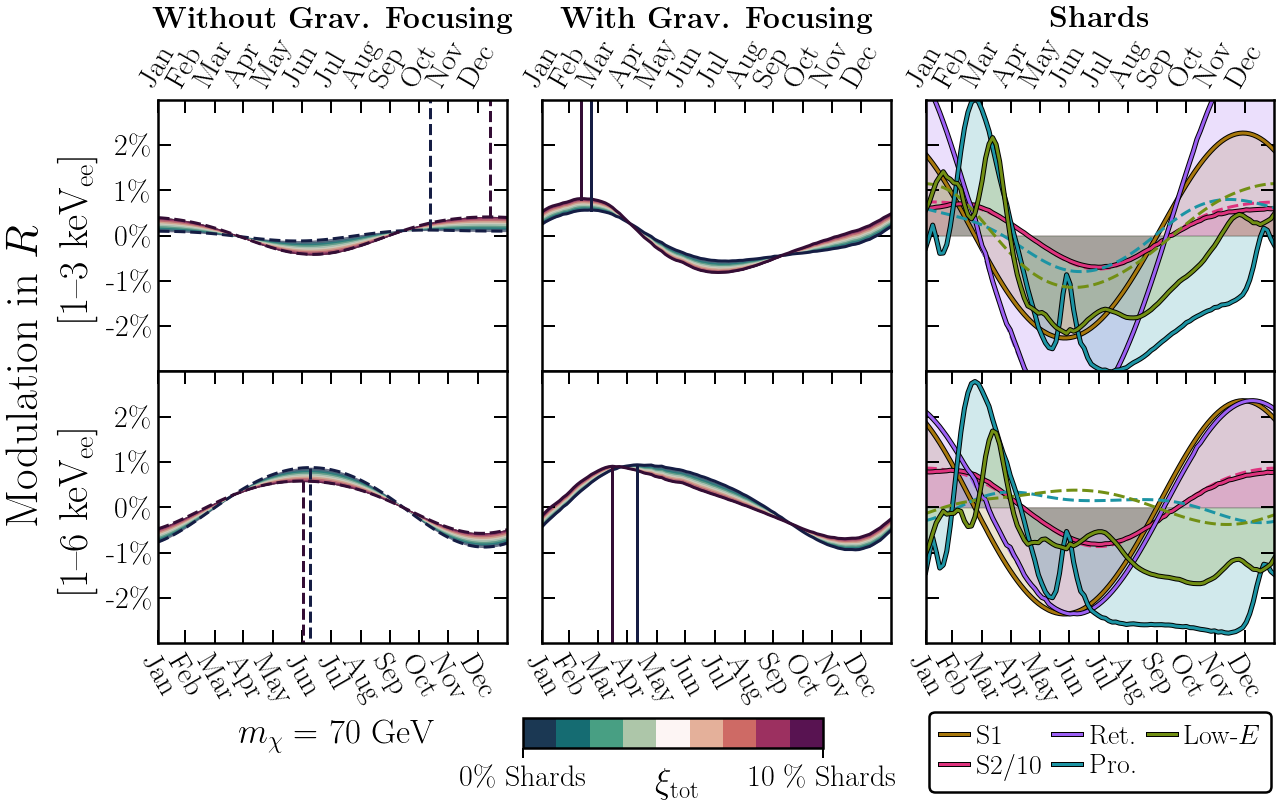 Without Grav. Focusing
With Grav. Focusing
Shards
Jan Feb Mar Apr May Jun Jul Aug Sep Oct Nov Dec
Jan Feb Mar Apr May Jun Jul Aug Sep Oct Nov Dec
Jan Feb Mar Apr May Jun Jul Aug Sep Oct Nov Dec
Modulation in R
[1–3 keVee]
2%
1%
0%
-1%
-2%
[1–6 keVee]
2%
1%
0%
-1%
-2%
Jan Feb Mar Apr May Jun Jul Aug Sep Oct Nov Dec
Jan Feb Mar Apr May Jun Jul Aug Sep Oct Nov Dec
Jan Feb Mar Apr May Jun Jul Aug Sep Oct Nov Dec
mχ = 70 GeV
0% Shards
ξtot
10 % Shards
S1 Ret. Low-E
S2/10 Pro.